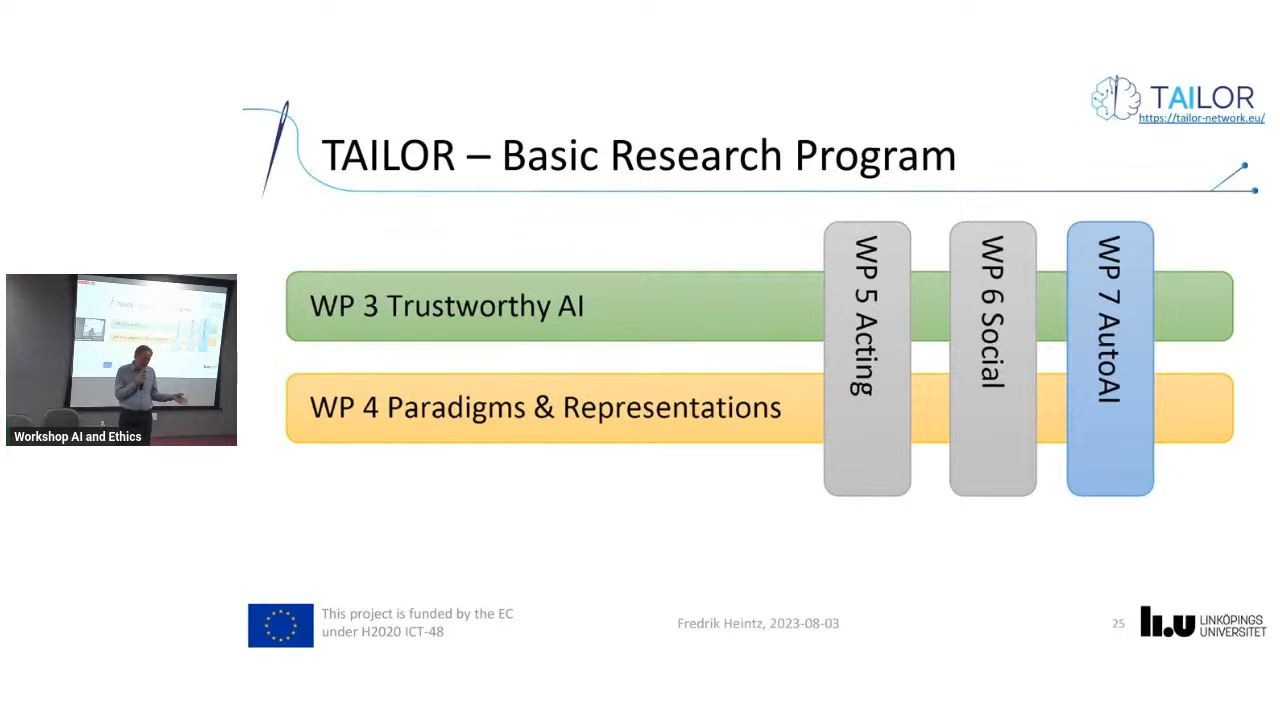 TAILOR
https://tailor-network.eu/
TAILOR – Basic Research Program
WP 3 Trustworthy AI
WP 4 Paradigms & Representations
WP 5 Acting
WP 6 Social
WP 7 AutoAI
Workshop AI and Ethics
This project is funded by the EC
under H2020 ICT-48
Fredrik Heintz, 2023-08-03
25
li.u LINKÖPINGS
UNIVERSITET